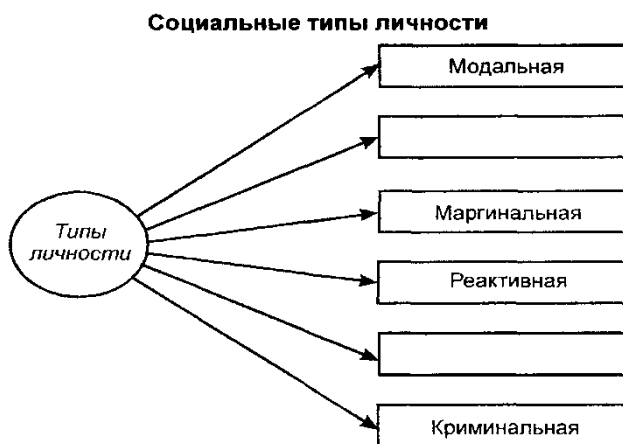 Социальные типы личности
Модальная
Типы
личности
Маргинальная
Реактивная
Криминальная